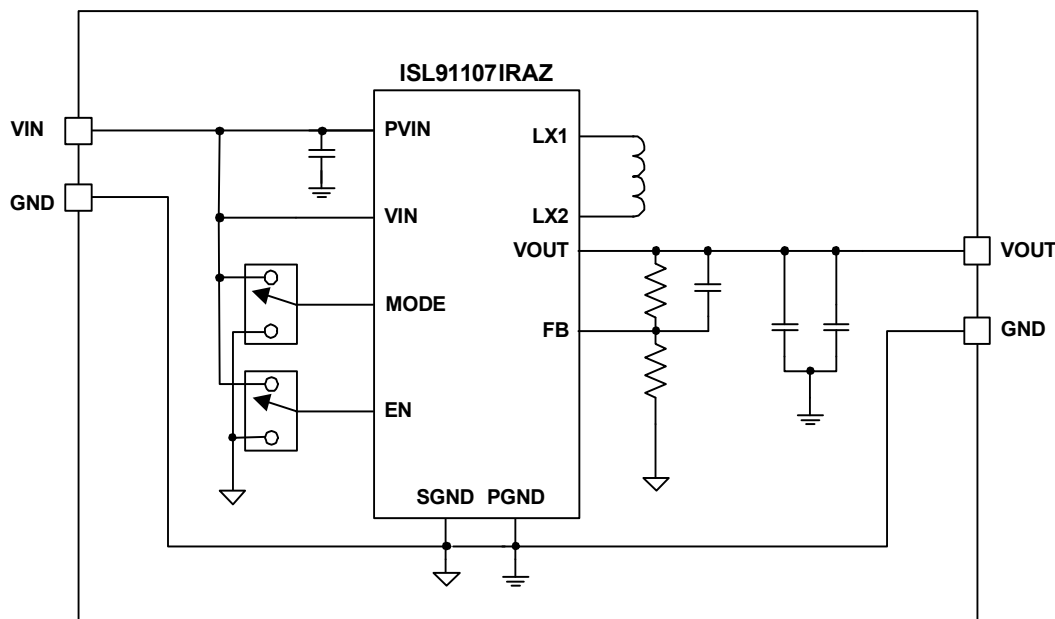 ISL91107IRAZ
VIN
PVIN
LX1
GND
VIN
LX2
VOUT
VOUT
MODE
FB
GND
EN
SGND PGND